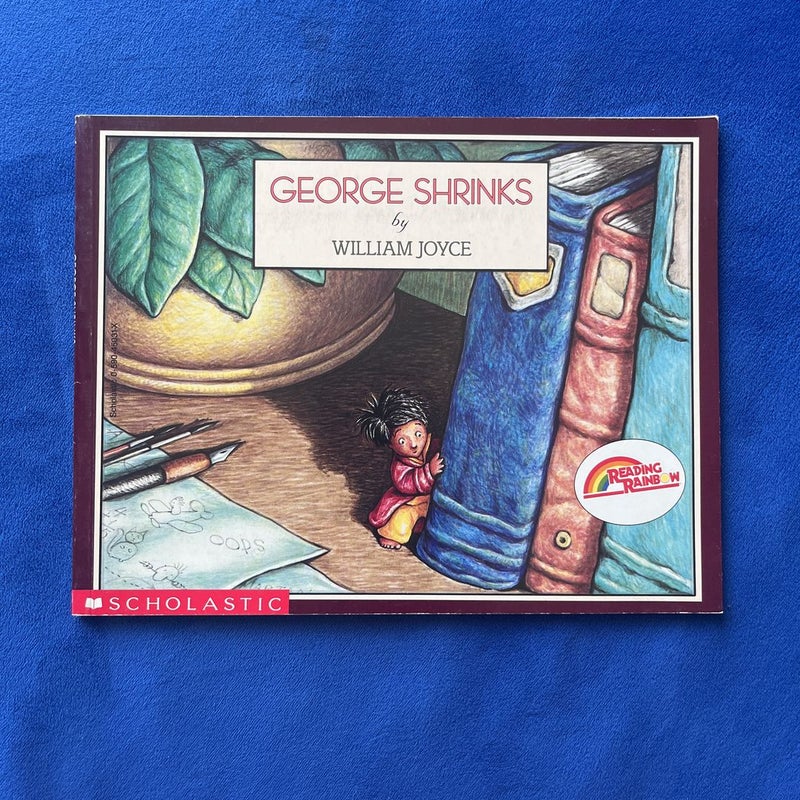 GEORGE SHRINKS
by
WILLIAM JOYCE
READING
RAINBOW
OOPS
SCHOLASTIC